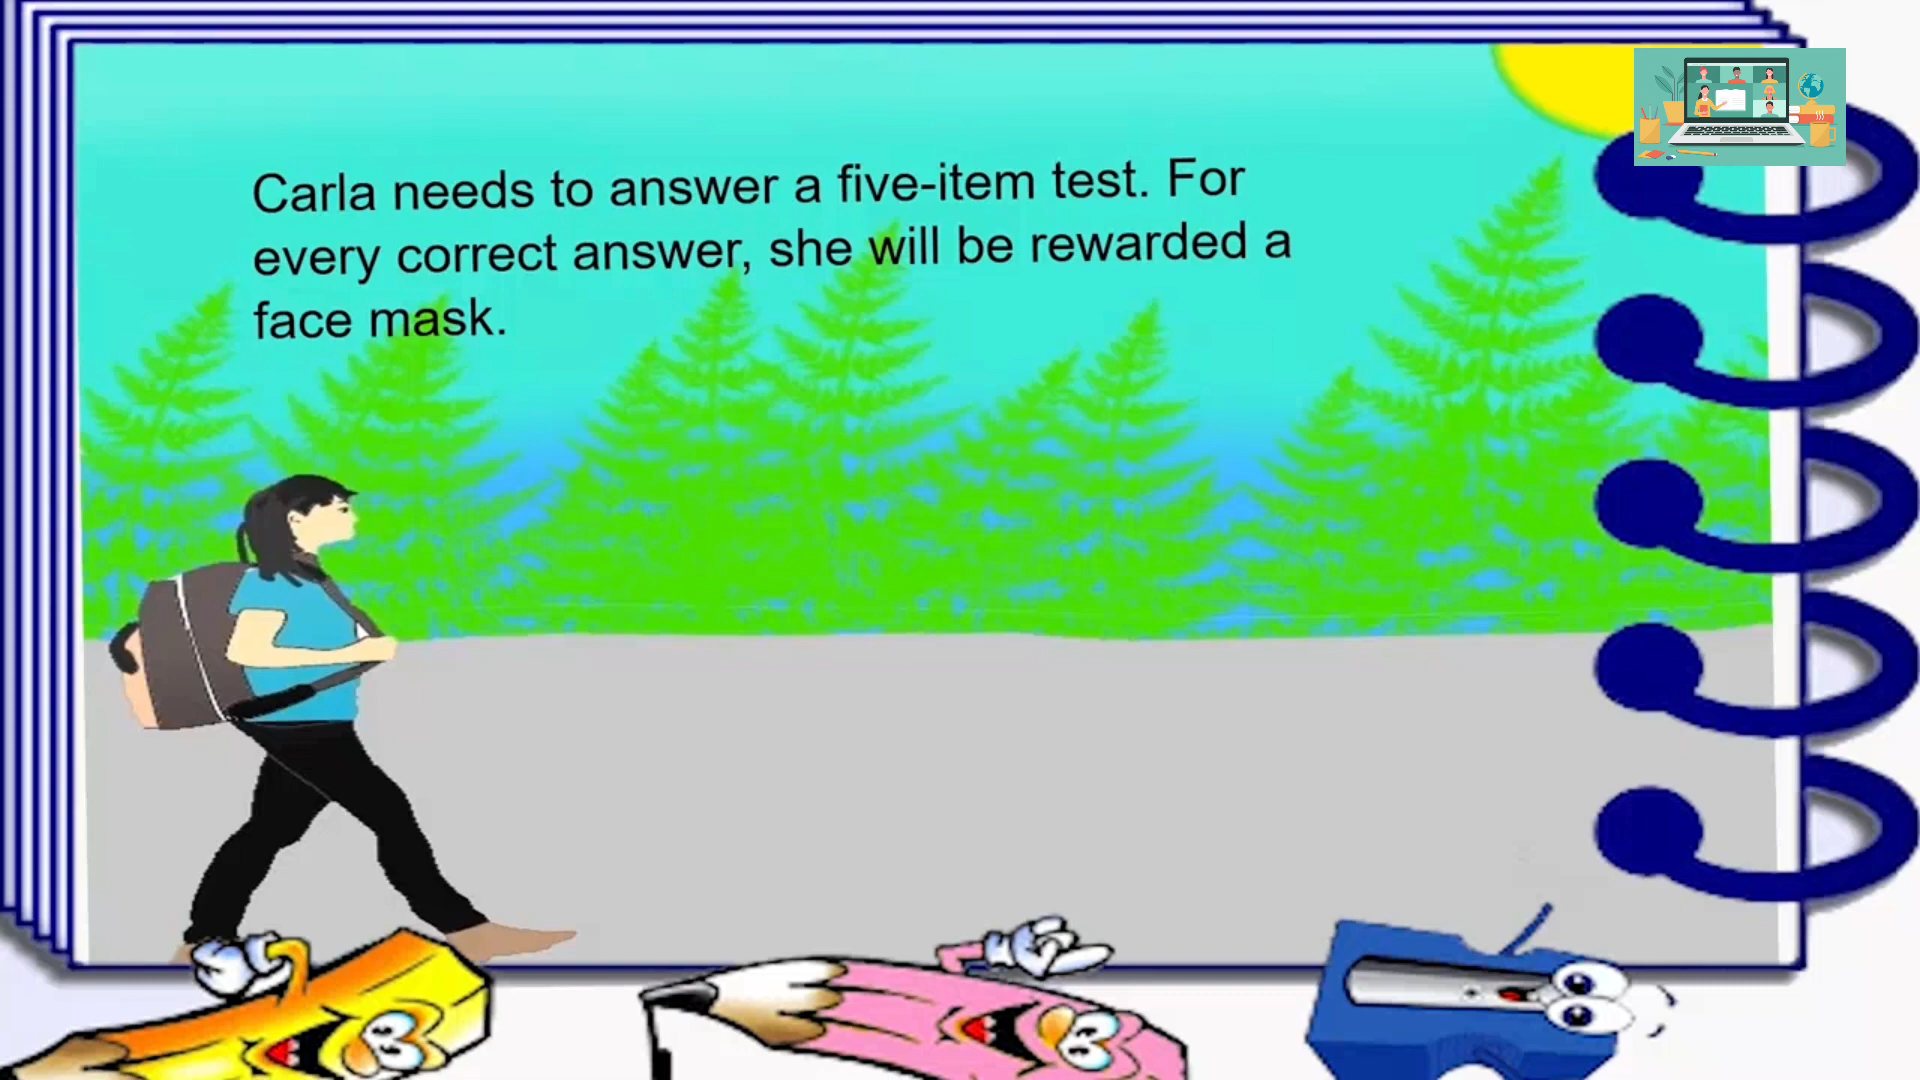 Carla needs to answer a five-item test. For
every correct answer, she will be rewarded a
face mask.